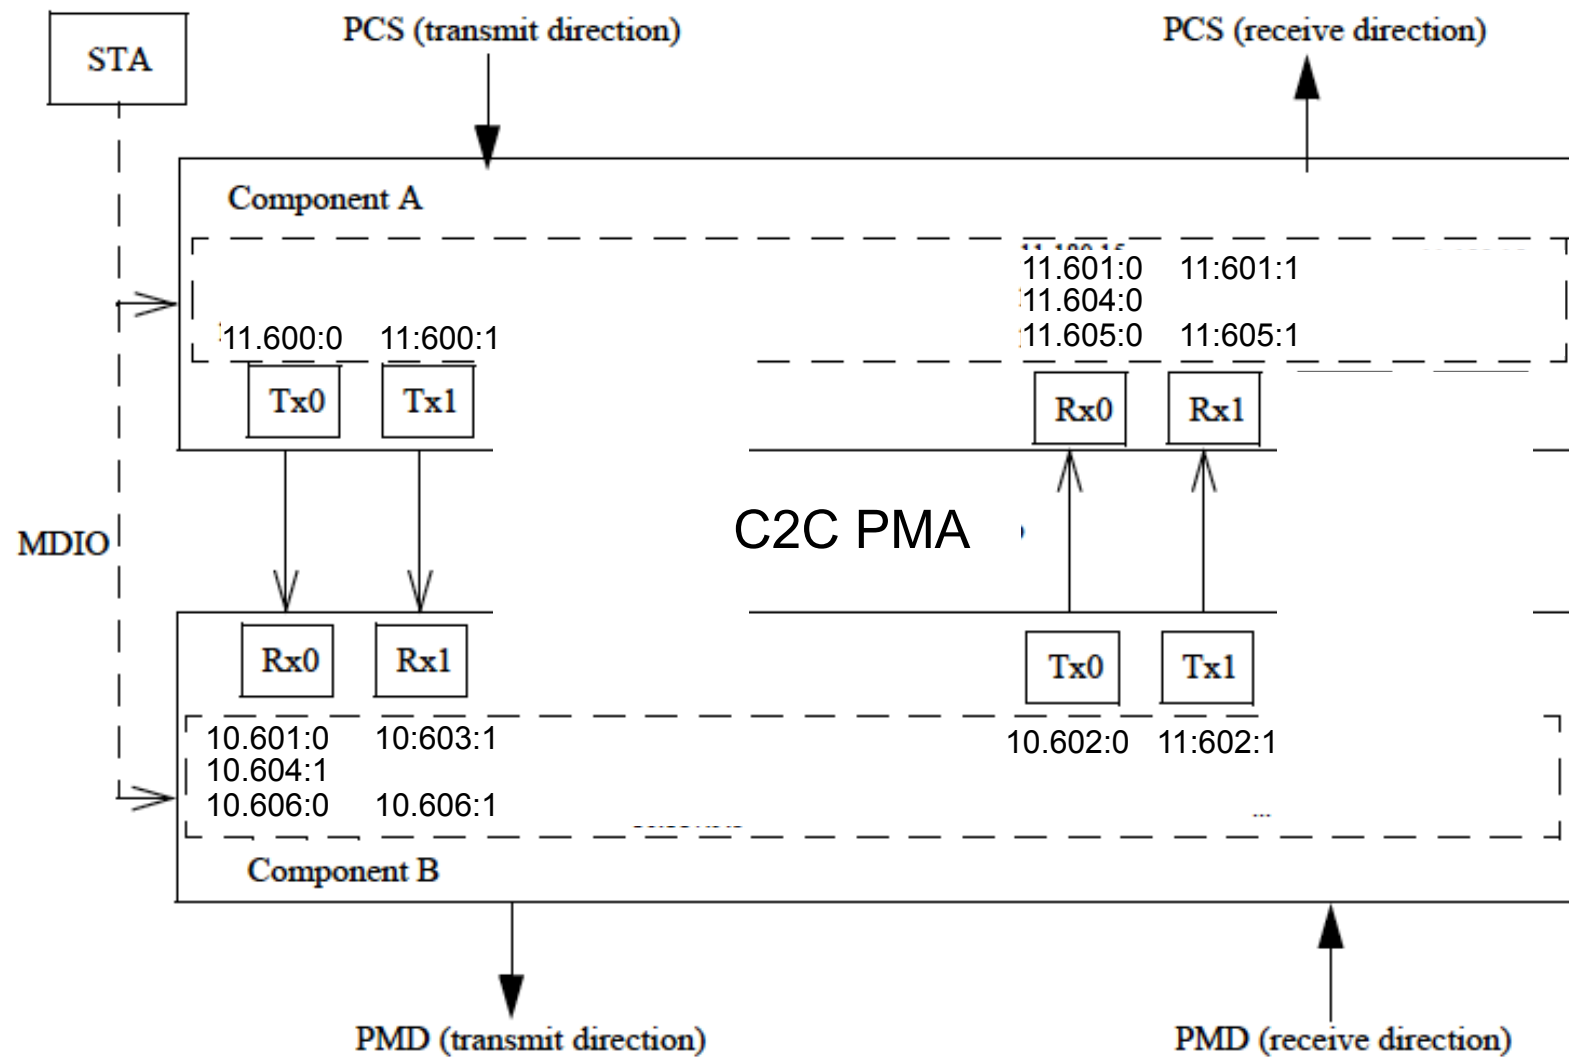 PCS (transmit direction)
PCS (receive direction)
STA
Component A
11.601:0 11:601:1
11.604:0
11.600:0 11:600:1
11.605:0 11:605:1
Tx0 Tx1
Rx0 Rx1
C2C PMA
MDIO
Rx0 Rx1
Tx0 Tx1
10.601:0 10:603:1
10.602:0 11:602:1
10.604:1
10.606:0 10.606:1
...
Component B
PMD (transmit direction)
PMD (receive direction)